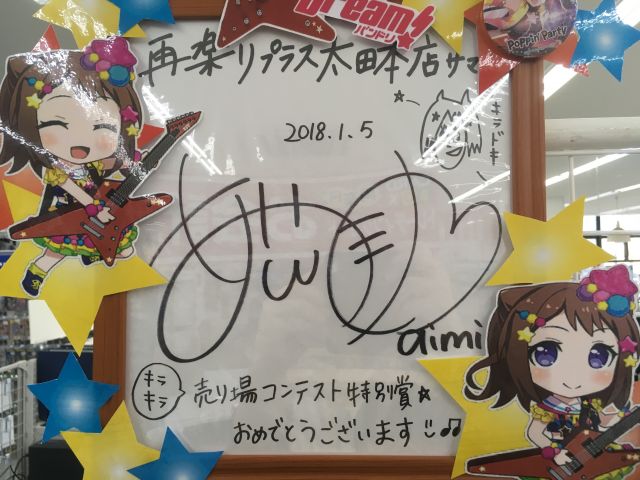 Dream!
バンドリ!
Poppin' Party
再楽リプラス太田本店サマ
キラドキ
2018.1.5
aimi
キラキラ
売り場コンテスト特別賞☆
おめでとうございます